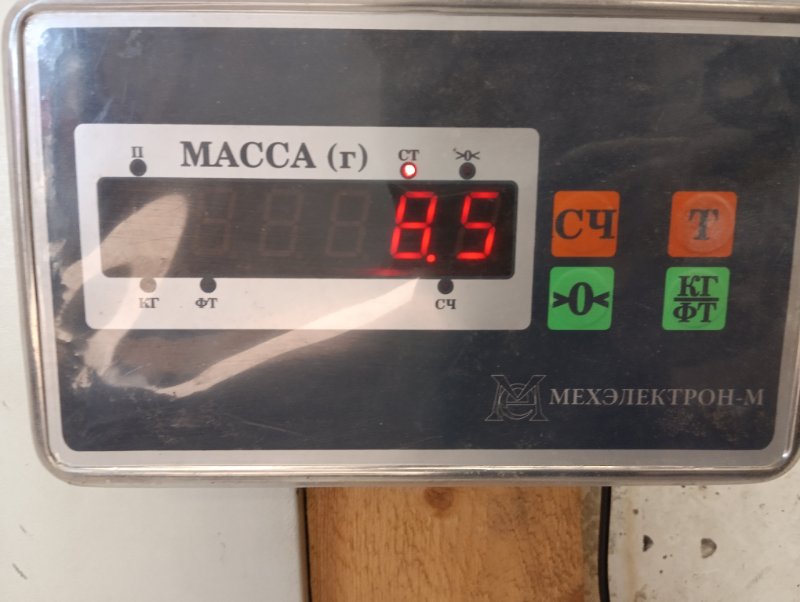 П МАССА (г) СТ >0<
8.5
КГ ФТ СЧ
СЧ Т
>0< КГ/ФТ
МЕХЭЛЕКТРОН-М